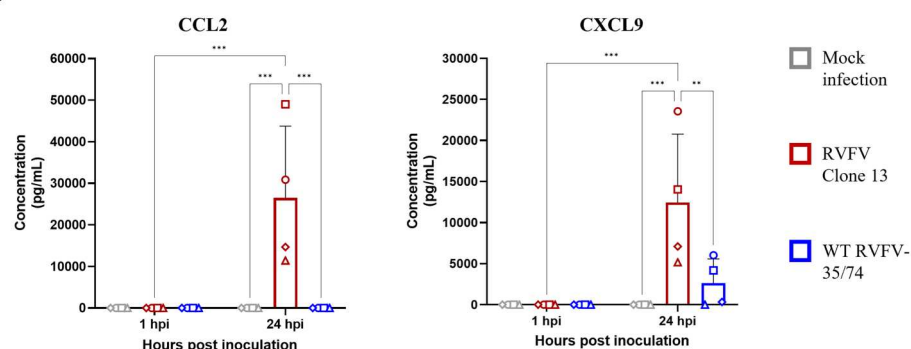 CCL2
***
***
***
60000
50000
40000
30000
20000
10000
0
Concentration
(pg/mL)
1 hpi
24 hpi
Hours post inoculation
CXCL9
***
***
**
30000
25000
20000
15000
10000
5000
0
Concentration
(pg/mL)
1 hpi
24 hpi
Hours post inoculation
Mock
infection
RVFV
Clone 13
WT RVFV-
35/74